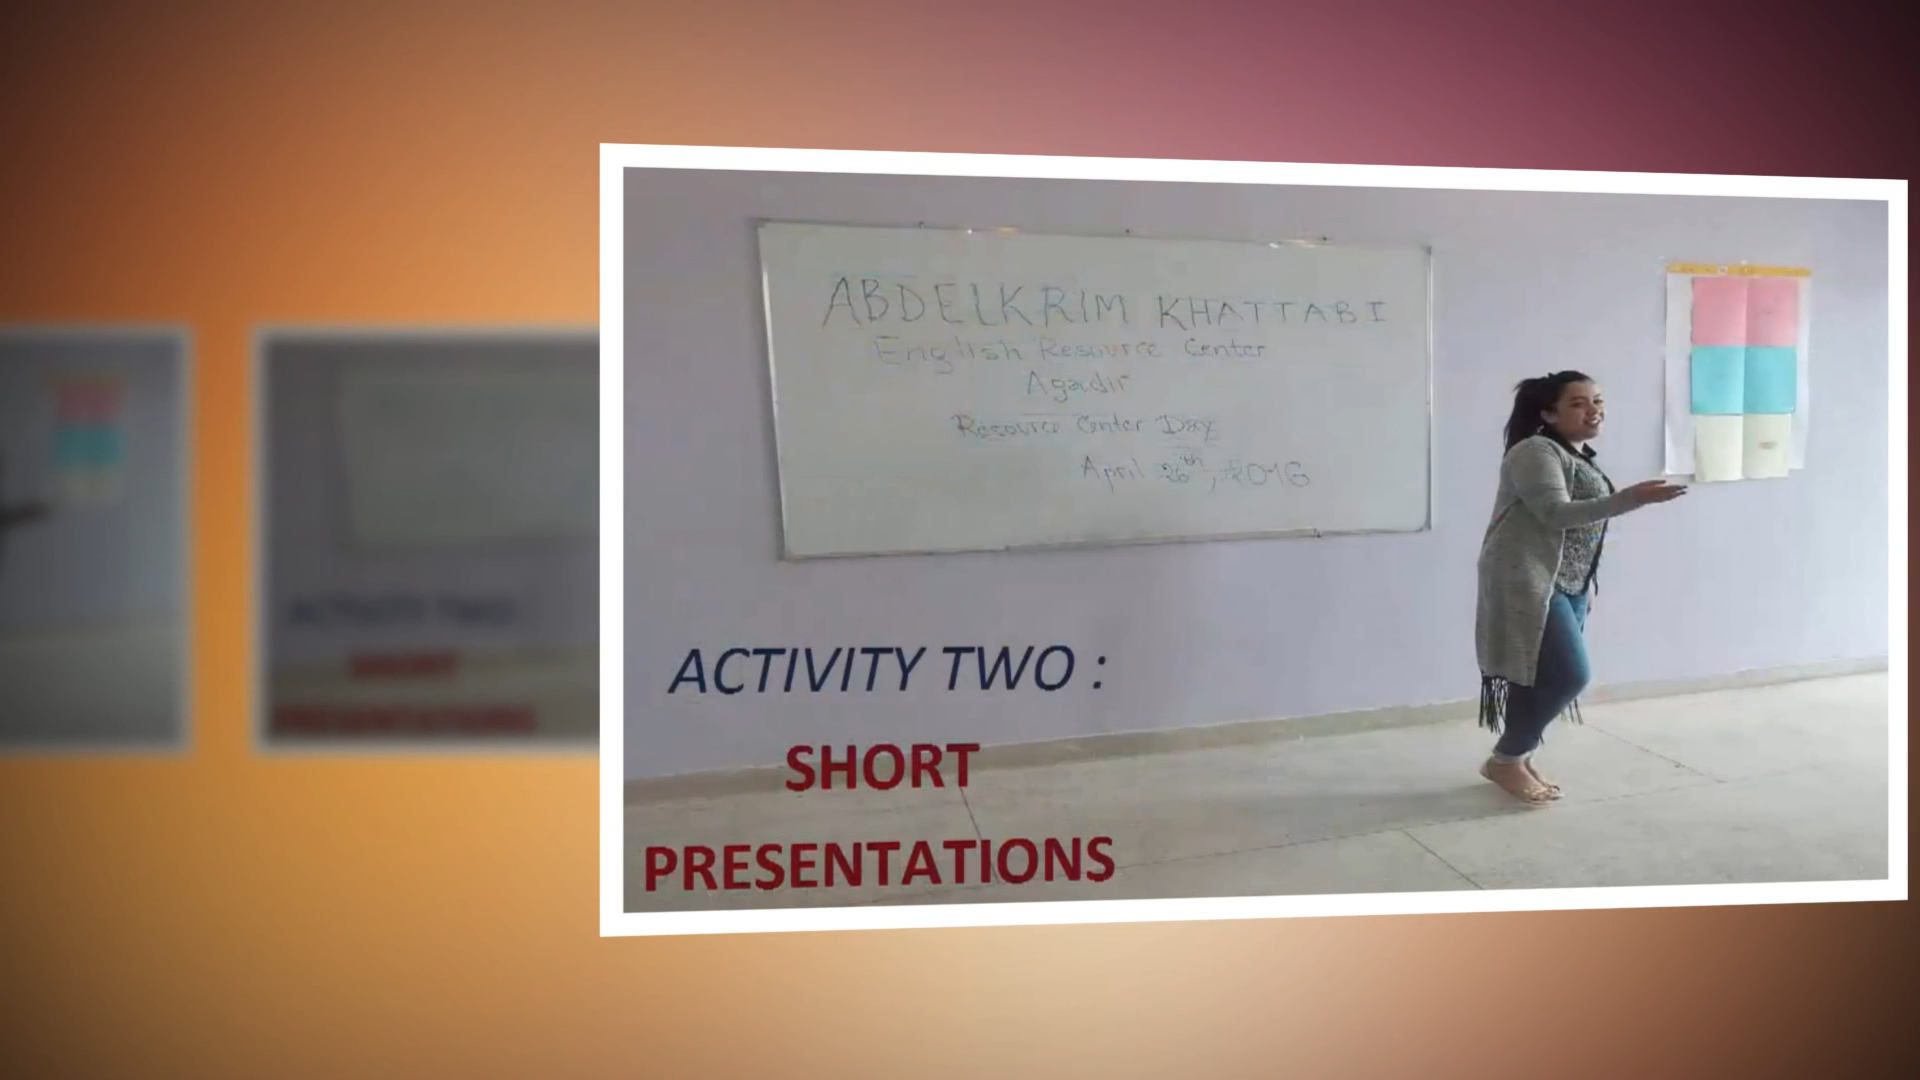 ABDELKRIM KHATTABI
English Resource Center
Agadir
Resource Center Day
April 26th, 2016
ACTIVITY TWO :
SHORT
PRESENTATIONS